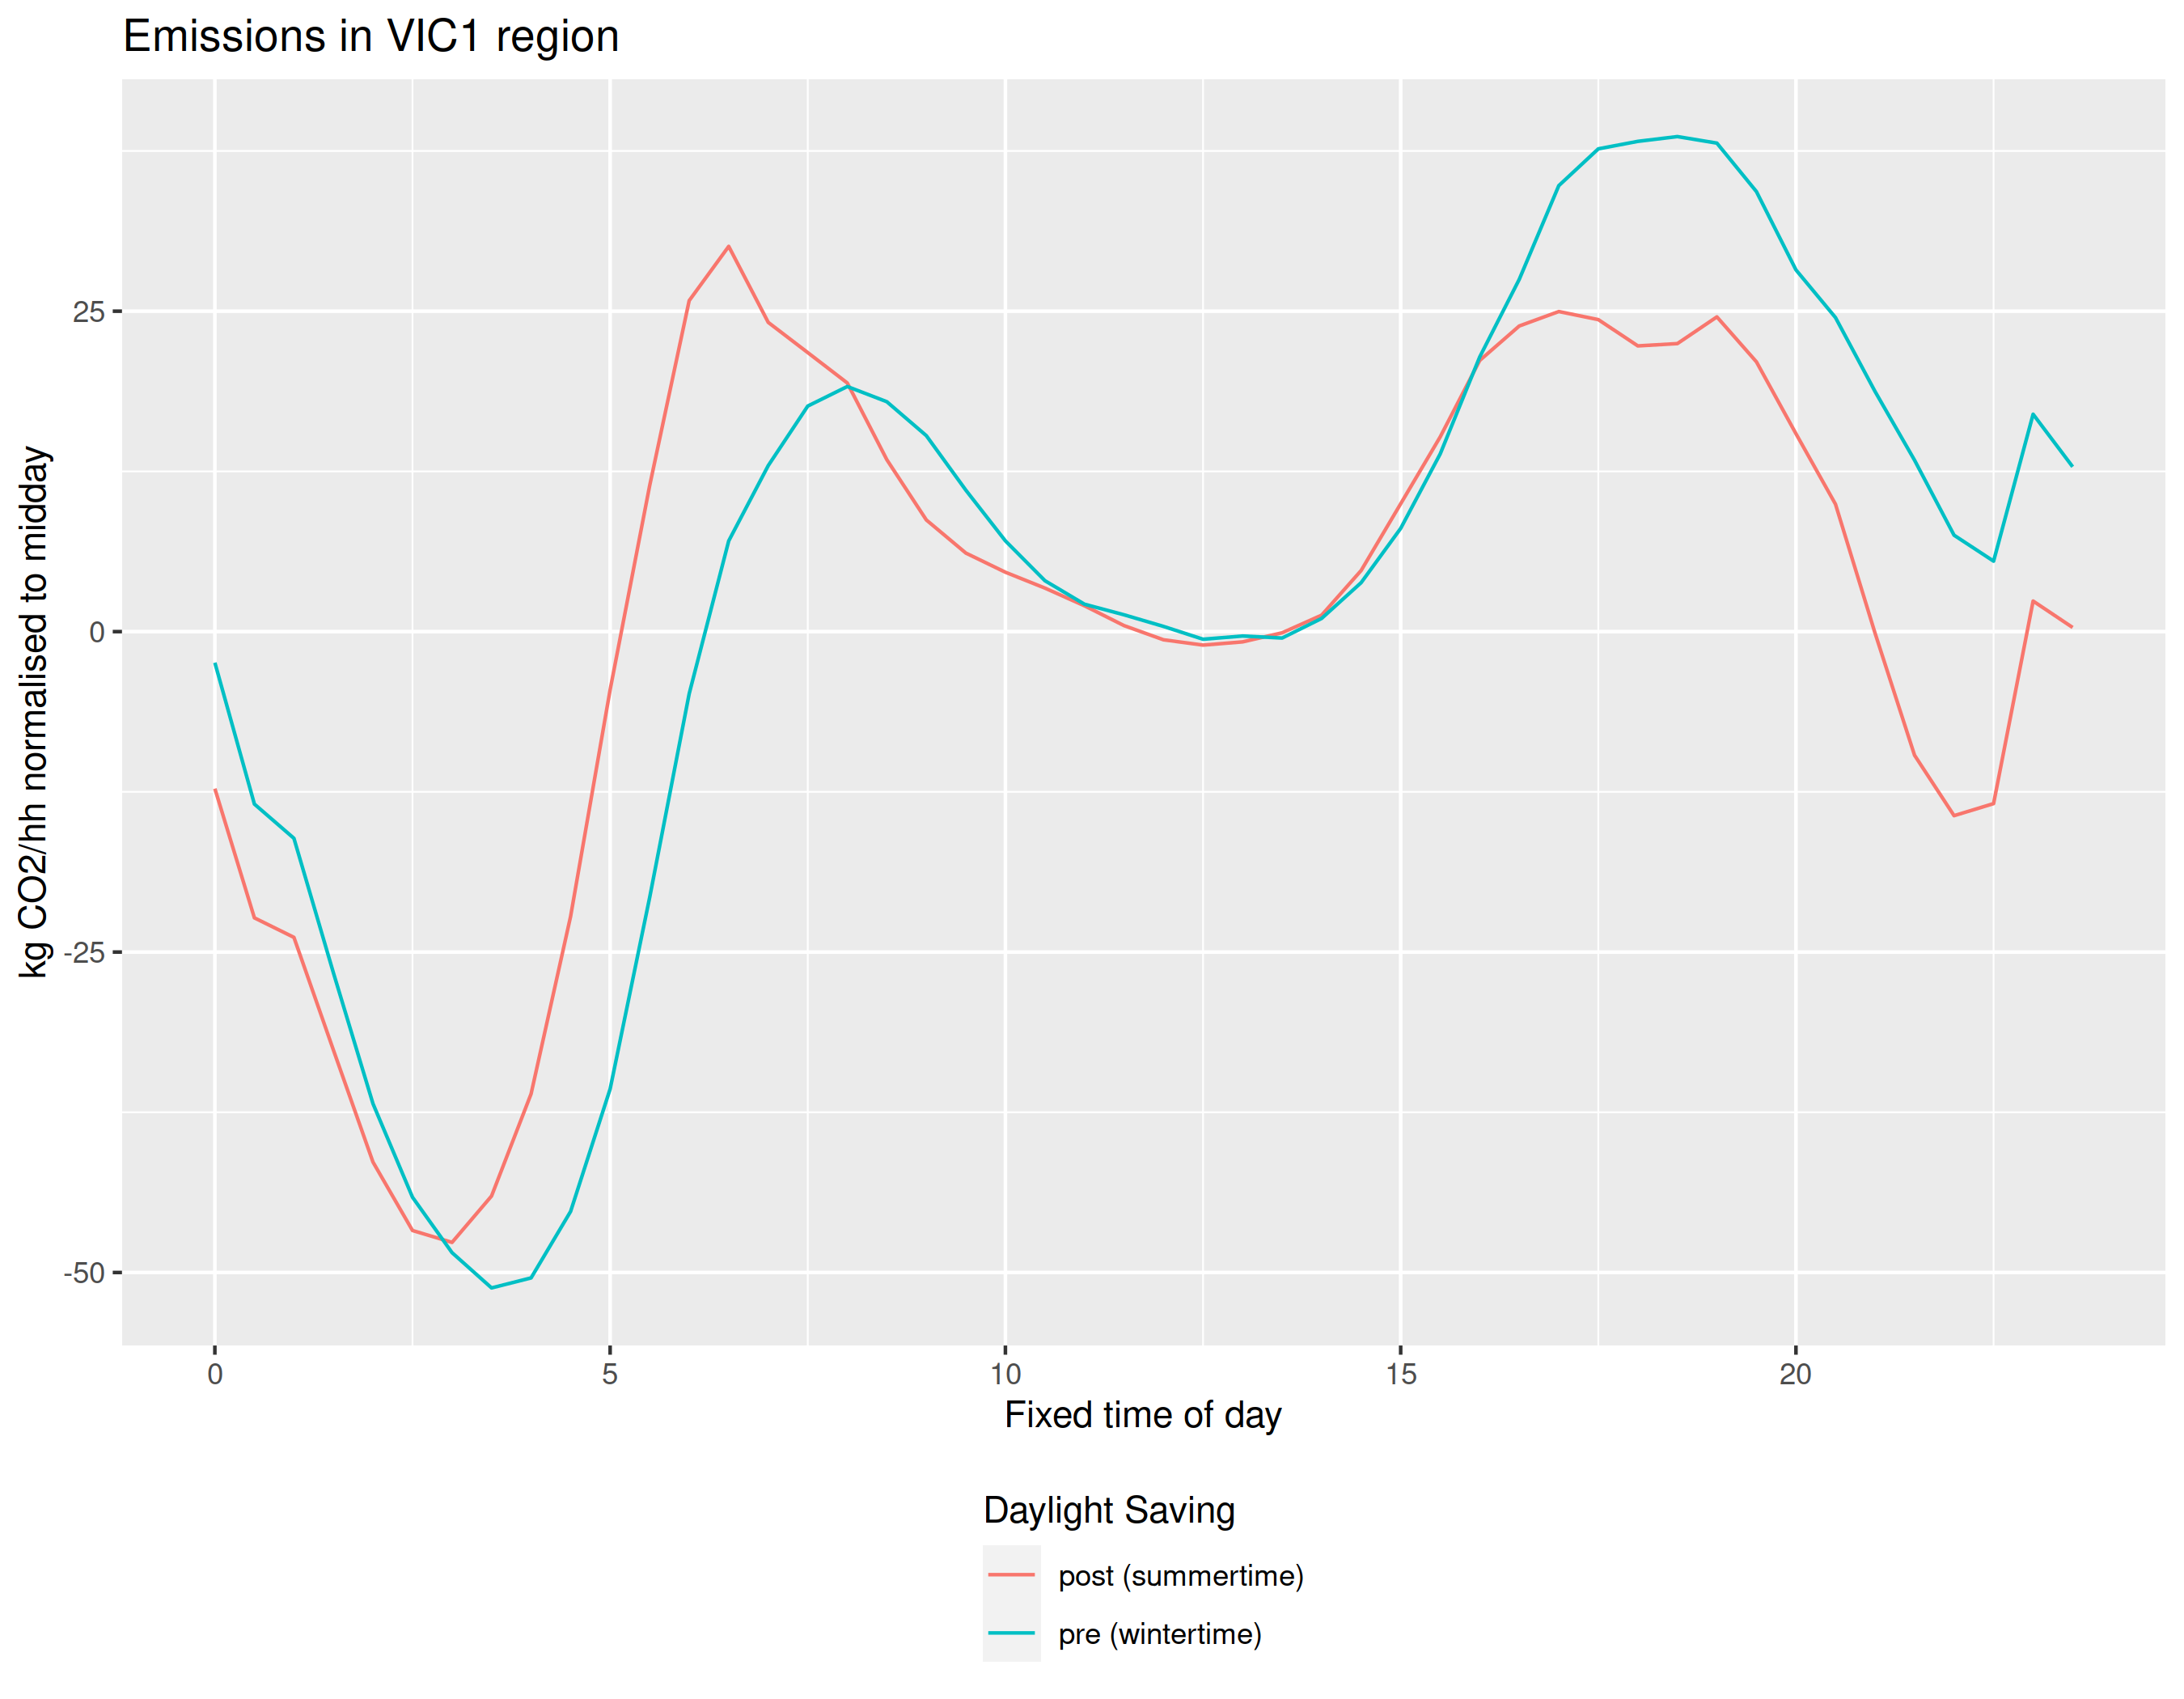 Emissions in VIC1 region
kg CO2/hh normalised to midday
25
0
-25
-50
0 5 10 15 20
Fixed time of day
Daylight Saving
post (summertime)
pre (wintertime)